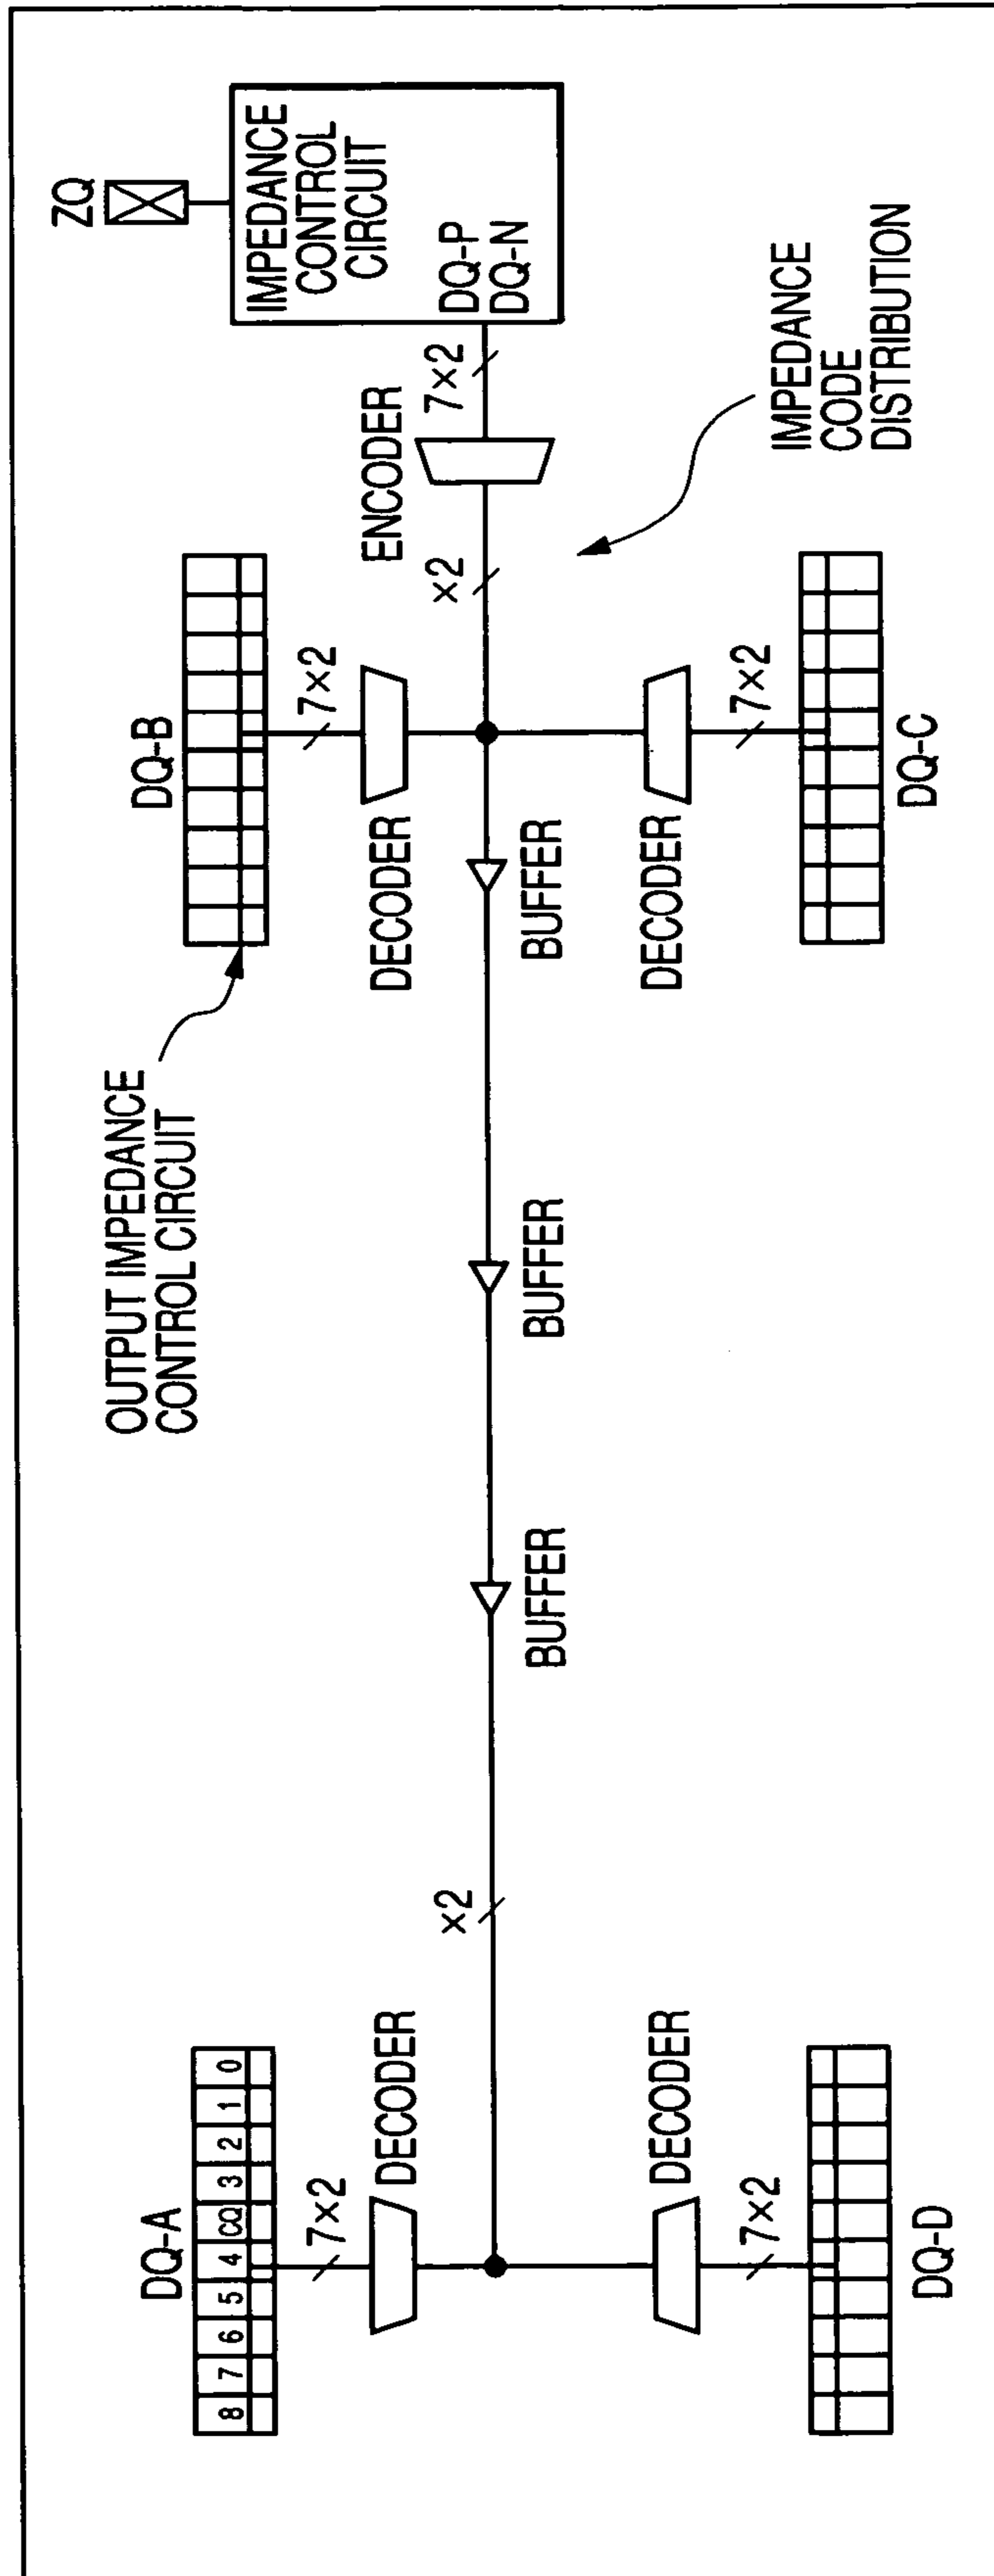 ZQ
IMPEDANCE
CONTROL
CIRCUIT
DQ-P
DQ-N
7×2
ENCODER
×2
IMPEDANCE
CODE
DISTRIBUTION
DQ-B
7×2
DECODER
BUFFER
DECODER
7×2
DQ-C
OUTPUT IMPEDANCE
CONTROL CIRCUIT
BUFFER
BUFFER
×2
DQ-A
8 7 6 5 4 CQ 3 2 1 0
7×2
DECODER
DECODER
7×2
DQ-D